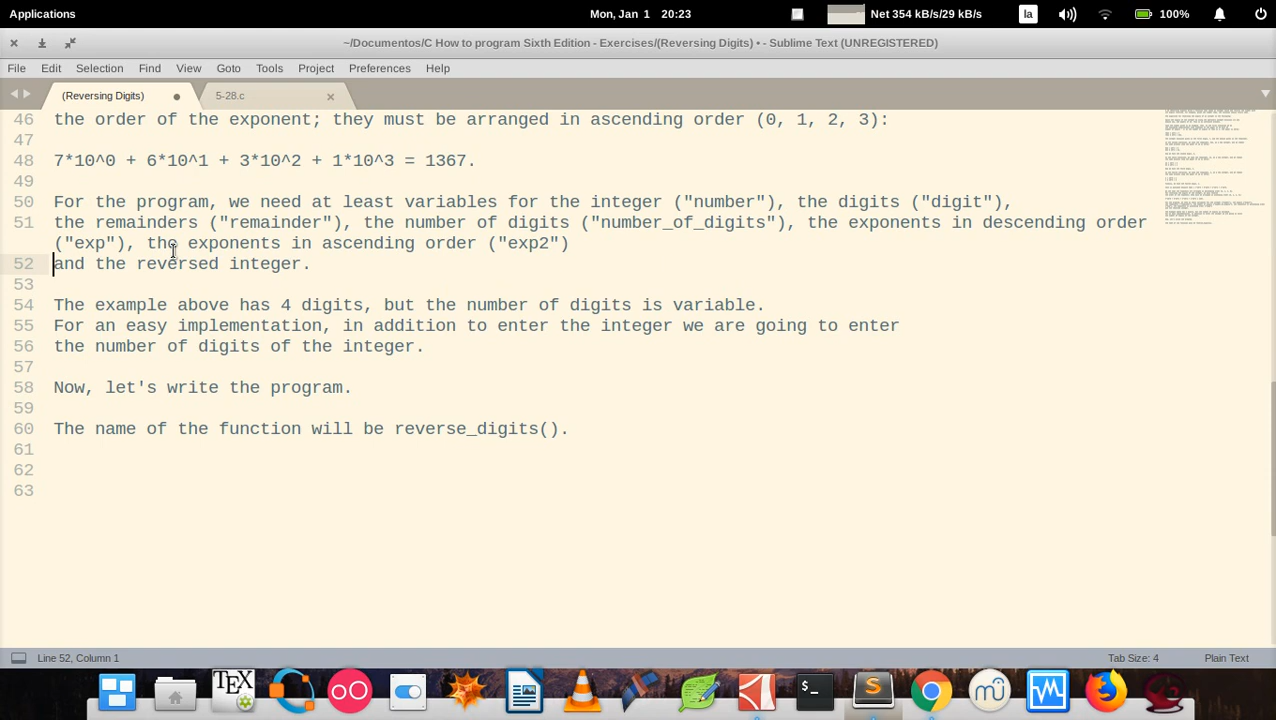 Applications
Mon, Jan 1 20:23
Net 354 kB/s/29 kB/s
la
100%
~/Documentos/C How to program Sixth Edition - Exercises/(Reversing Digits) • - Sublime Text (UNREGISTERED)
File Edit Selection Find View Goto Tools Project Preferences Help
(Reversing Digits)
5-28.c
46 the order of the exponent; they must be arranged in ascending order (0, 1, 2, 3):
47
48 7*10^0 + 6*10^1 + 3*10^2 + 1*10^3 = 1367.
49
50 For the program, we need at least variables for the integer ("number"), the digits ("digit"),
51 the remainders ("remainder"), the number digits ("number_of_digits"), the exponents in descending order
("exp"), the exponents in ascending order ("exp2")
52 and the reversed integer.
53
54 The example above has 4 digits, but the number of digits is variable.
55 For an easy implementation, in addition to enter the integer we are going to enter
56 the number of digits of the integer.
57
58 Now, let's write the program.
59
60 The name of the function will be reverse_digits().
61
62
63
Line 52, Column 1
Tab Size: 4
Plain Text
TEX
>_
S
mü